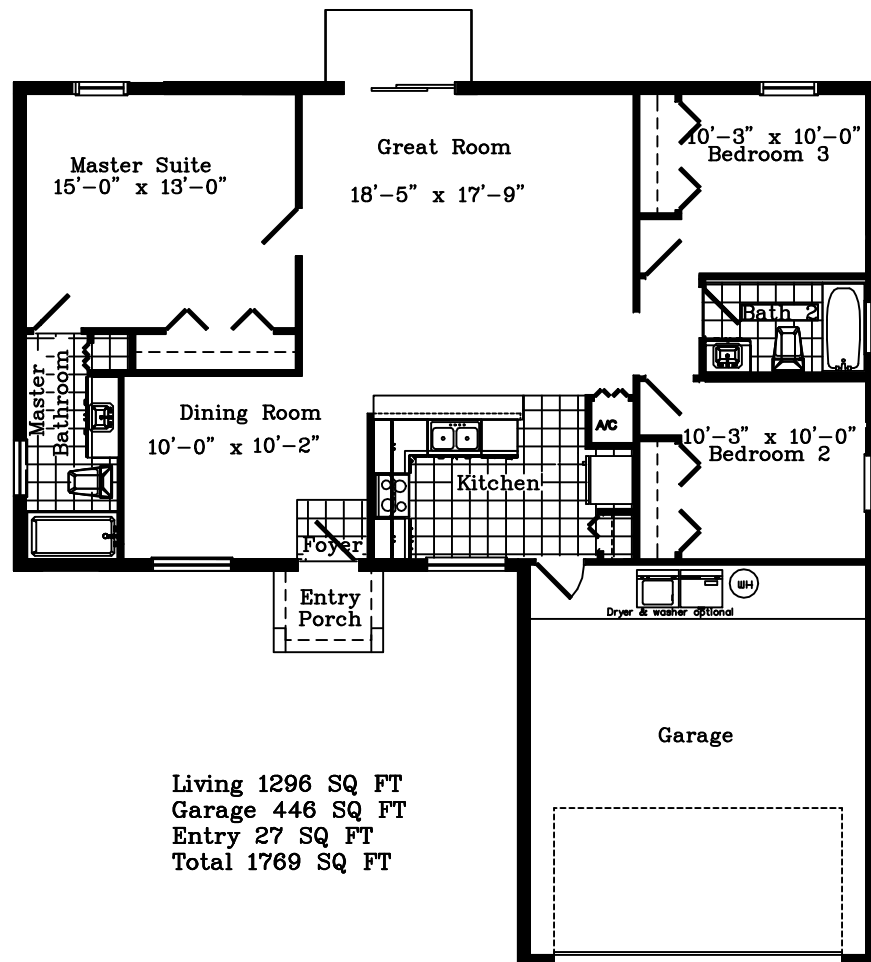 Master Suite
15'-0" x 13'-0"
Great Room
18'-5" x 17'-9"
10'-3" x 10'-0"
Bedroom 3
Bath 2
Master
Bathroom
Dining Room
10'-0" x 10'-2"
A/C
Kitchen
10'-3" x 10'-0"
Bedroom 2
Foyer
Entry
Porch
WH
Dryer & washer optional
Garage
Living 1296 SQ FT
Garage 446 SQ FT
Entry 27 SQ FT
Total 1769 SQ FT